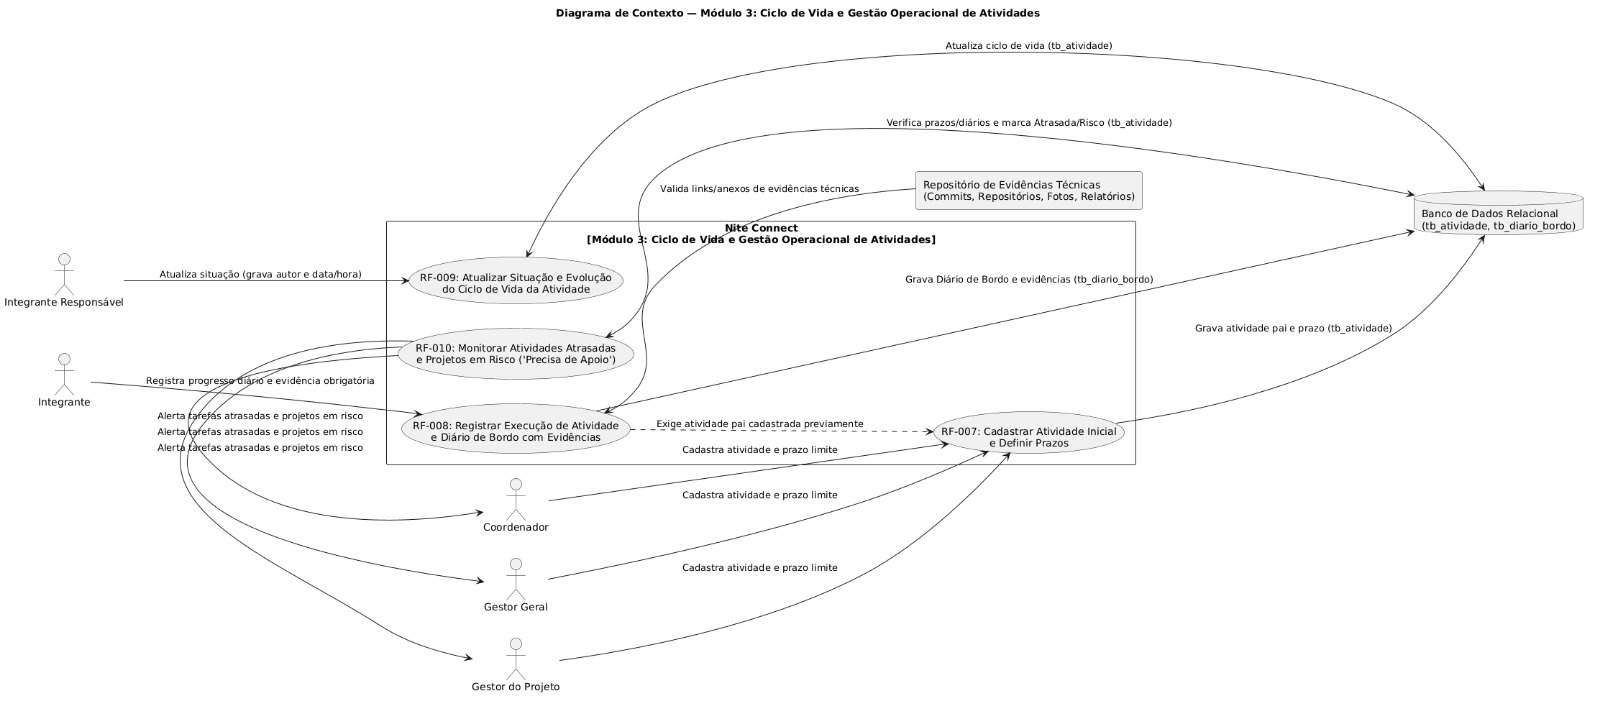 Diagrama de Contexto — Módulo 3: Ciclo de Vida e Gestão Operacional de Atividades
Atualiza ciclo de vida (tb_atividade)
Verifica prazos/diários e marca Atrasada/Risco (tb_atividade)
Valida links/anexos de evidências técnicas
Repositório de Evidências Técnicas
(Commits, Repositórios, Fotos, Relatórios)
Banco de Dados Relacional
(tb_atividade, tb_diario_bordo)
Nite Connect
[Módulo 3: Ciclo de Vida e Gestão Operacional de Atividades]
Integrante Responsável
Atualiza situação (grava autor e data/hora)
RF-009: Atualizar Situação e Evolução
do Ciclo de Vida da Atividade
Grava Diário de Bordo e evidências (tb_diario_bordo)
Grava atividade pai e prazo (tb_atividade)
RF-010: Monitorar Atividades Atrasadas
e Projetos em Risco ('Precisa de Apoio')
Integrante
Registra progresso diário e evidência obrigatória
Alerta tarefas atrasadas e projetos em risco
Alerta tarefas atrasadas e projetos em risco
Alerta tarefas atrasadas e projetos em risco
RF-008: Registrar Execução de Atividade
e Diário de Bordo com Evidências
Exige atividade pai cadastrada previamente
RF-007: Cadastrar Atividade Inicial
e Definir Prazos
Cadastra atividade e prazo limite
Coordenador
Cadastra atividade e prazo limite
Gestor Geral
Cadastra atividade e prazo limite
Gestor do Projeto